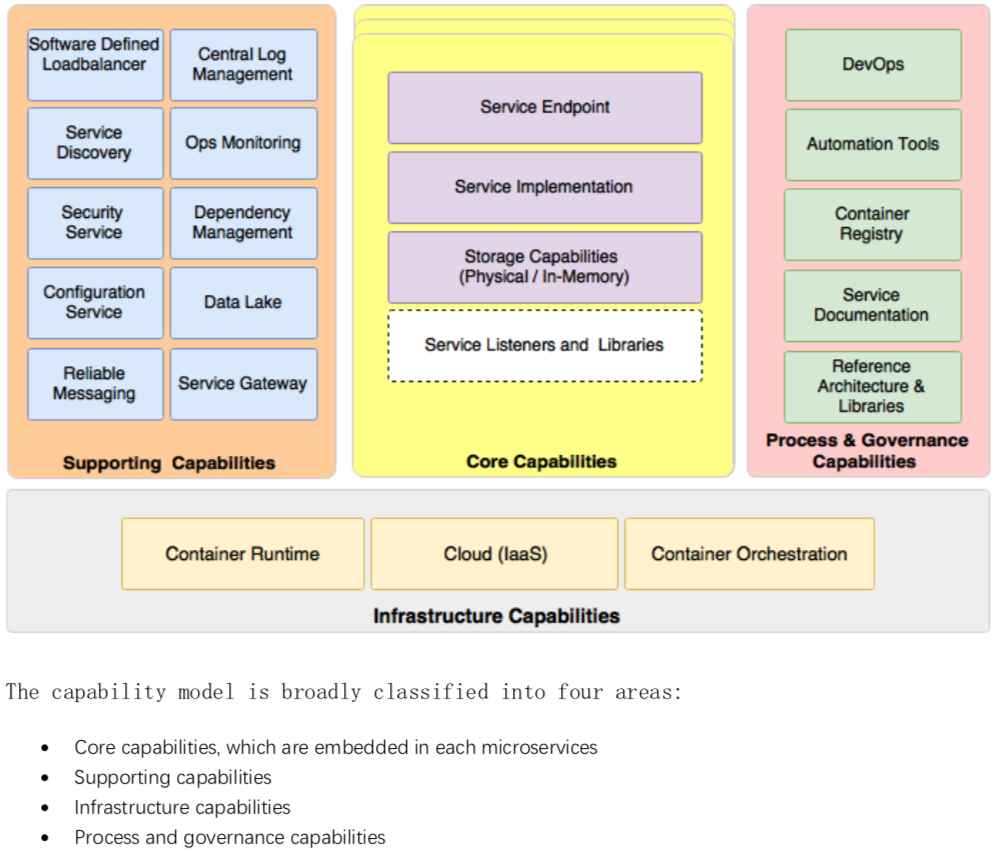 Software Defined
Loadbalancer
Central Log
Management
Service
Discovery
Ops Monitoring
Security
Service
Dependency
Management
Configuration
Service
Data Lake
Reliable
Messaging
Service Gateway
Supporting Capabilities
Service Endpoint
Service Implementation
Storage Capabilities
(Physical / In-Memory)
Service Listeners and Libraries
Core Capabilities
DevOps
Automation Tools
Container
Registry
Service
Documentation
Reference
Architecture &
Libraries
Process & Governance
Capabilities
Container Runtime
Cloud (IaaS)
Container Orchestration
Infrastructure Capabilities
The capability model is broadly classified into four areas:
• Core capabilities, which are embedded in each microservices
• Supporting capabilities
• Infrastructure capabilities
• Process and governance capabilities